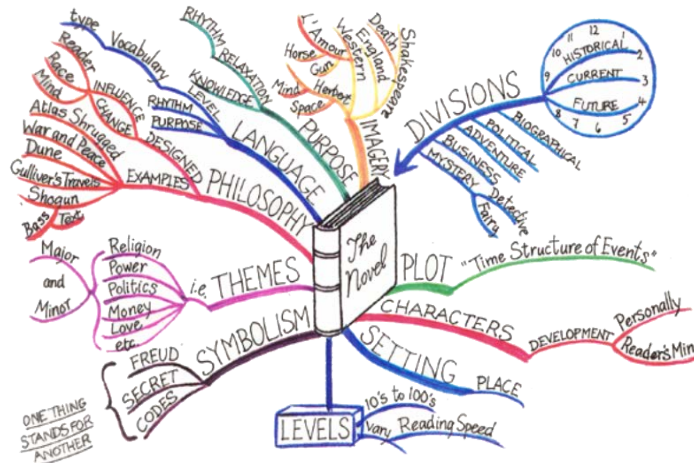 The
Novel
DIVISIONS
HISTORICAL
CURRENT
FUTURE
12
11
1
10
2
9
3
8
4
7
6
5
BIOGRAPHICAL
POLITICAL
ADVENTURE
BUSINESS
MYSTERY
Detective
Fairy
PLOT
"Time Structure of Events"
CHARACTERS
DEVELOPMENT
Personally
Reader's Min
SETTING
PLACE
LEVELS
10's to 100's
vary Reading Speed
SYMBOLISM
FREUD
SECRET
CODES
ONE THING
STANDS FOR
ANOTHER
THEMES
i.e.
Religion
Power
Politics
Money
Love
etc.
Major
and
Minor
PHILOSOPHY
DESIGNED
INFLUENCE
CHANGE
Reader
Race
Mind
EXAMPLES
Atlas Shrugged
War and Peace
Dune
Gulliver's Travels
Shogun
Bass
Text
LANGUAGE
Vocabulary
type
LEVEL
RHYTHM
PURPOSE
PURPOSE
RELAXATION
RHYTHM
KNOWLEDGE
IMAGERY
L'Amour
Horse
Gun
Western
England
Death
Shakespeare
Herbert
Mind
Space